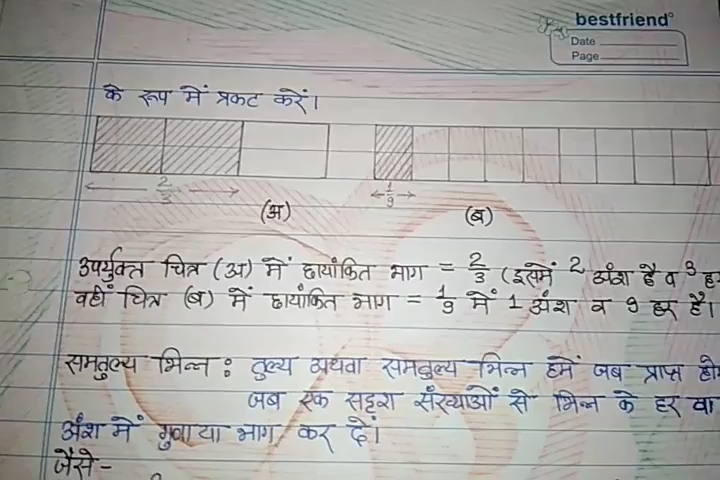 bestfriend
Date
Page
के रूप में प्रकट करें।
2/3
1/9
(अ)
(ब)
उपर्युक्त चित्र (अ) में छायांकित भाग = 2/3 (इसमें 2 अंश है व 3 ह
वहीं चित्र (ब) में छायांकित भाग = 1/9 में 1 अंश व 9 हर है।
समतुल्य भिन्न : तुल्य अथवा समतुल्य भिन्न हमें जब प्राप्त हो
जब एक सदृश संख्याओं से भिन्न के हर वा
अंश में गुणा या भाग कर दें।
जैसे-